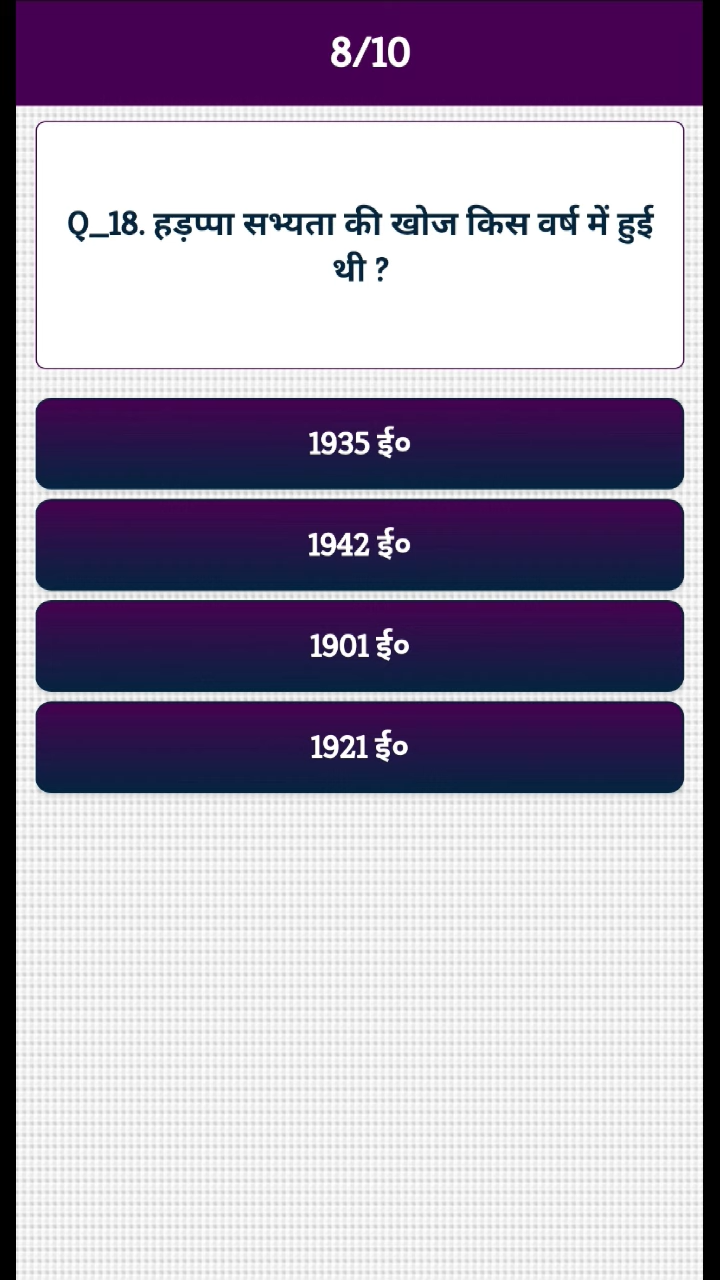 8/10
Q_18. हड़प्पा सभ्यता की खोज किस वर्ष में हुई
थी ?
1935 ई०
1942 ई०
1901 ई०
1921 ई०